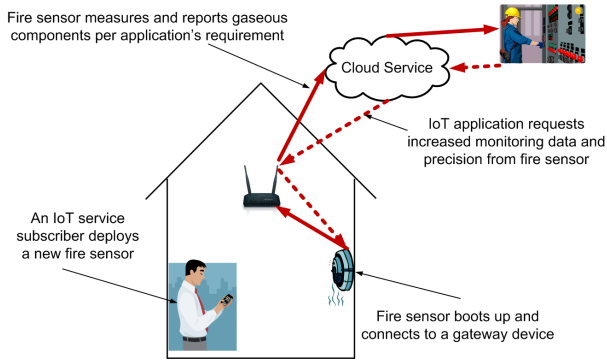 Fire sensor measures and reports gaseous
components per application's requirement
Cloud Service
IoT application requests
increased monitoring data and
precision from fire sensor
An IoT service
subscriber deploys
a new fire sensor
Fire sensor boots up and
connects to a gateway device